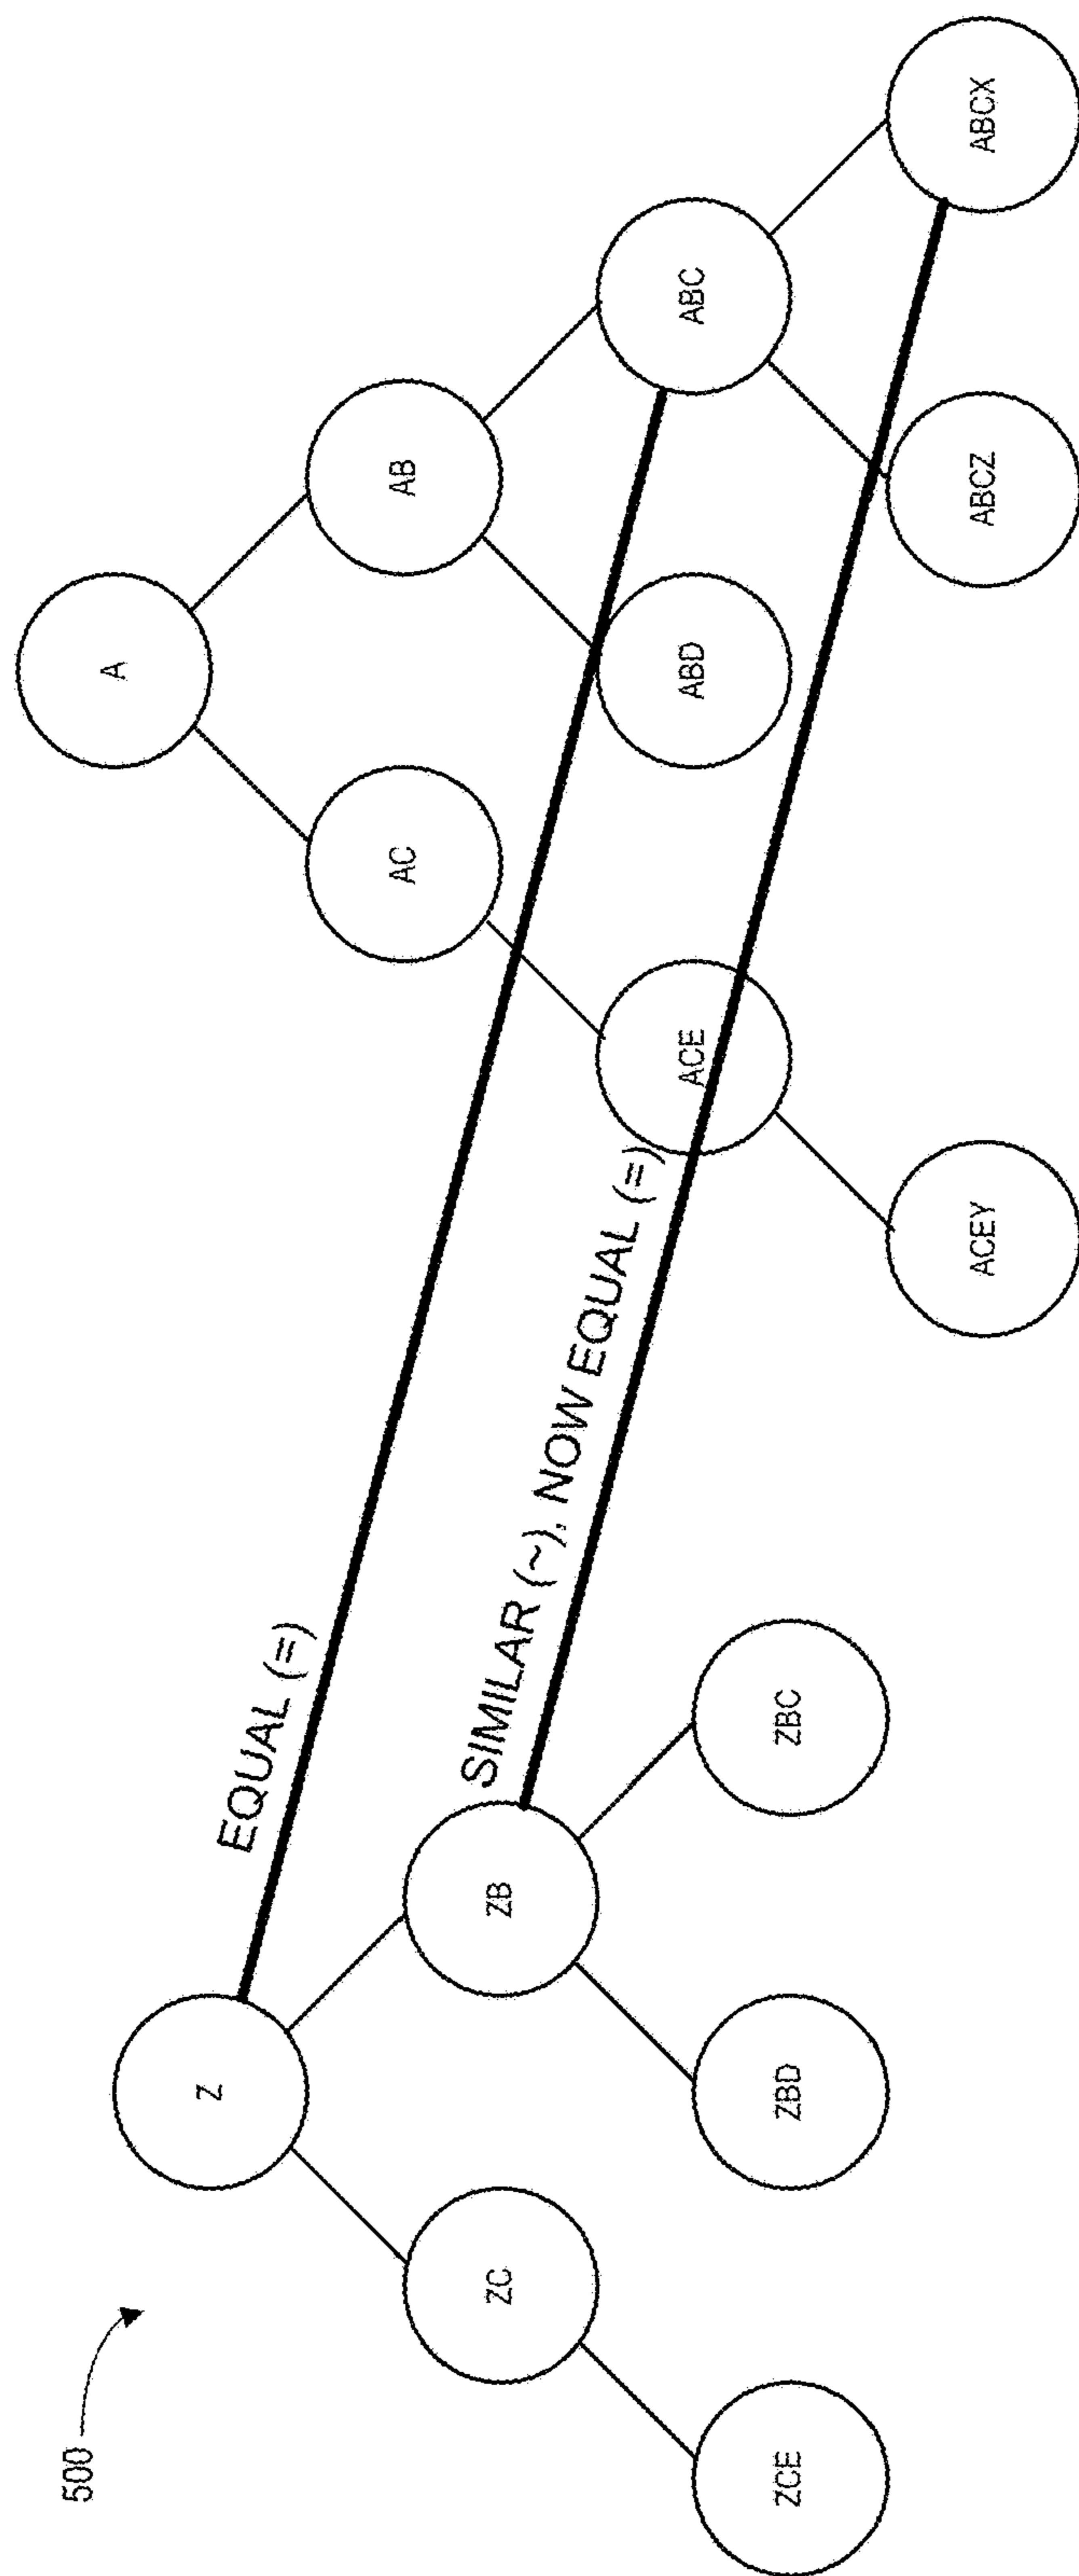 500
Z
ZC
ZB
ZCE
ZBD
ZBC
EQUAL (=)
SIMILAR (~), NOW EQUAL (=)
A
AC
AB
ACE
ABD
ABC
ACEY
ABCZ
ABCX